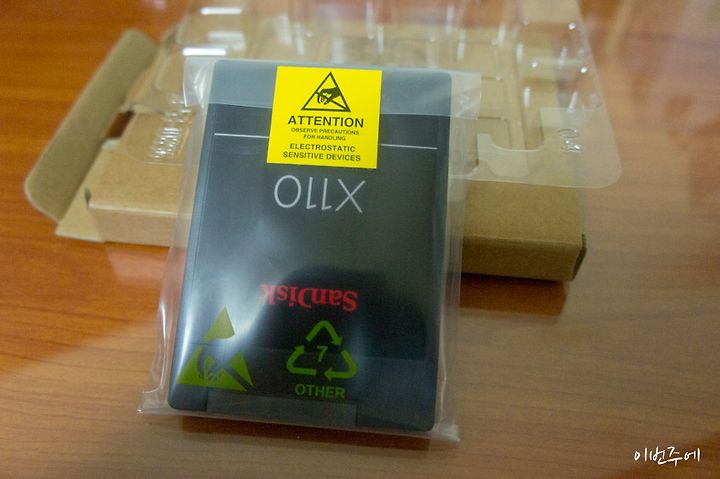 ATTENTION
OBSERVE PRECAUTIONS
FOR HANDLING
ELECTROSTATIC
SENSITIVE DEVICES
X110
SanDisk
7
OTHER
이번주에